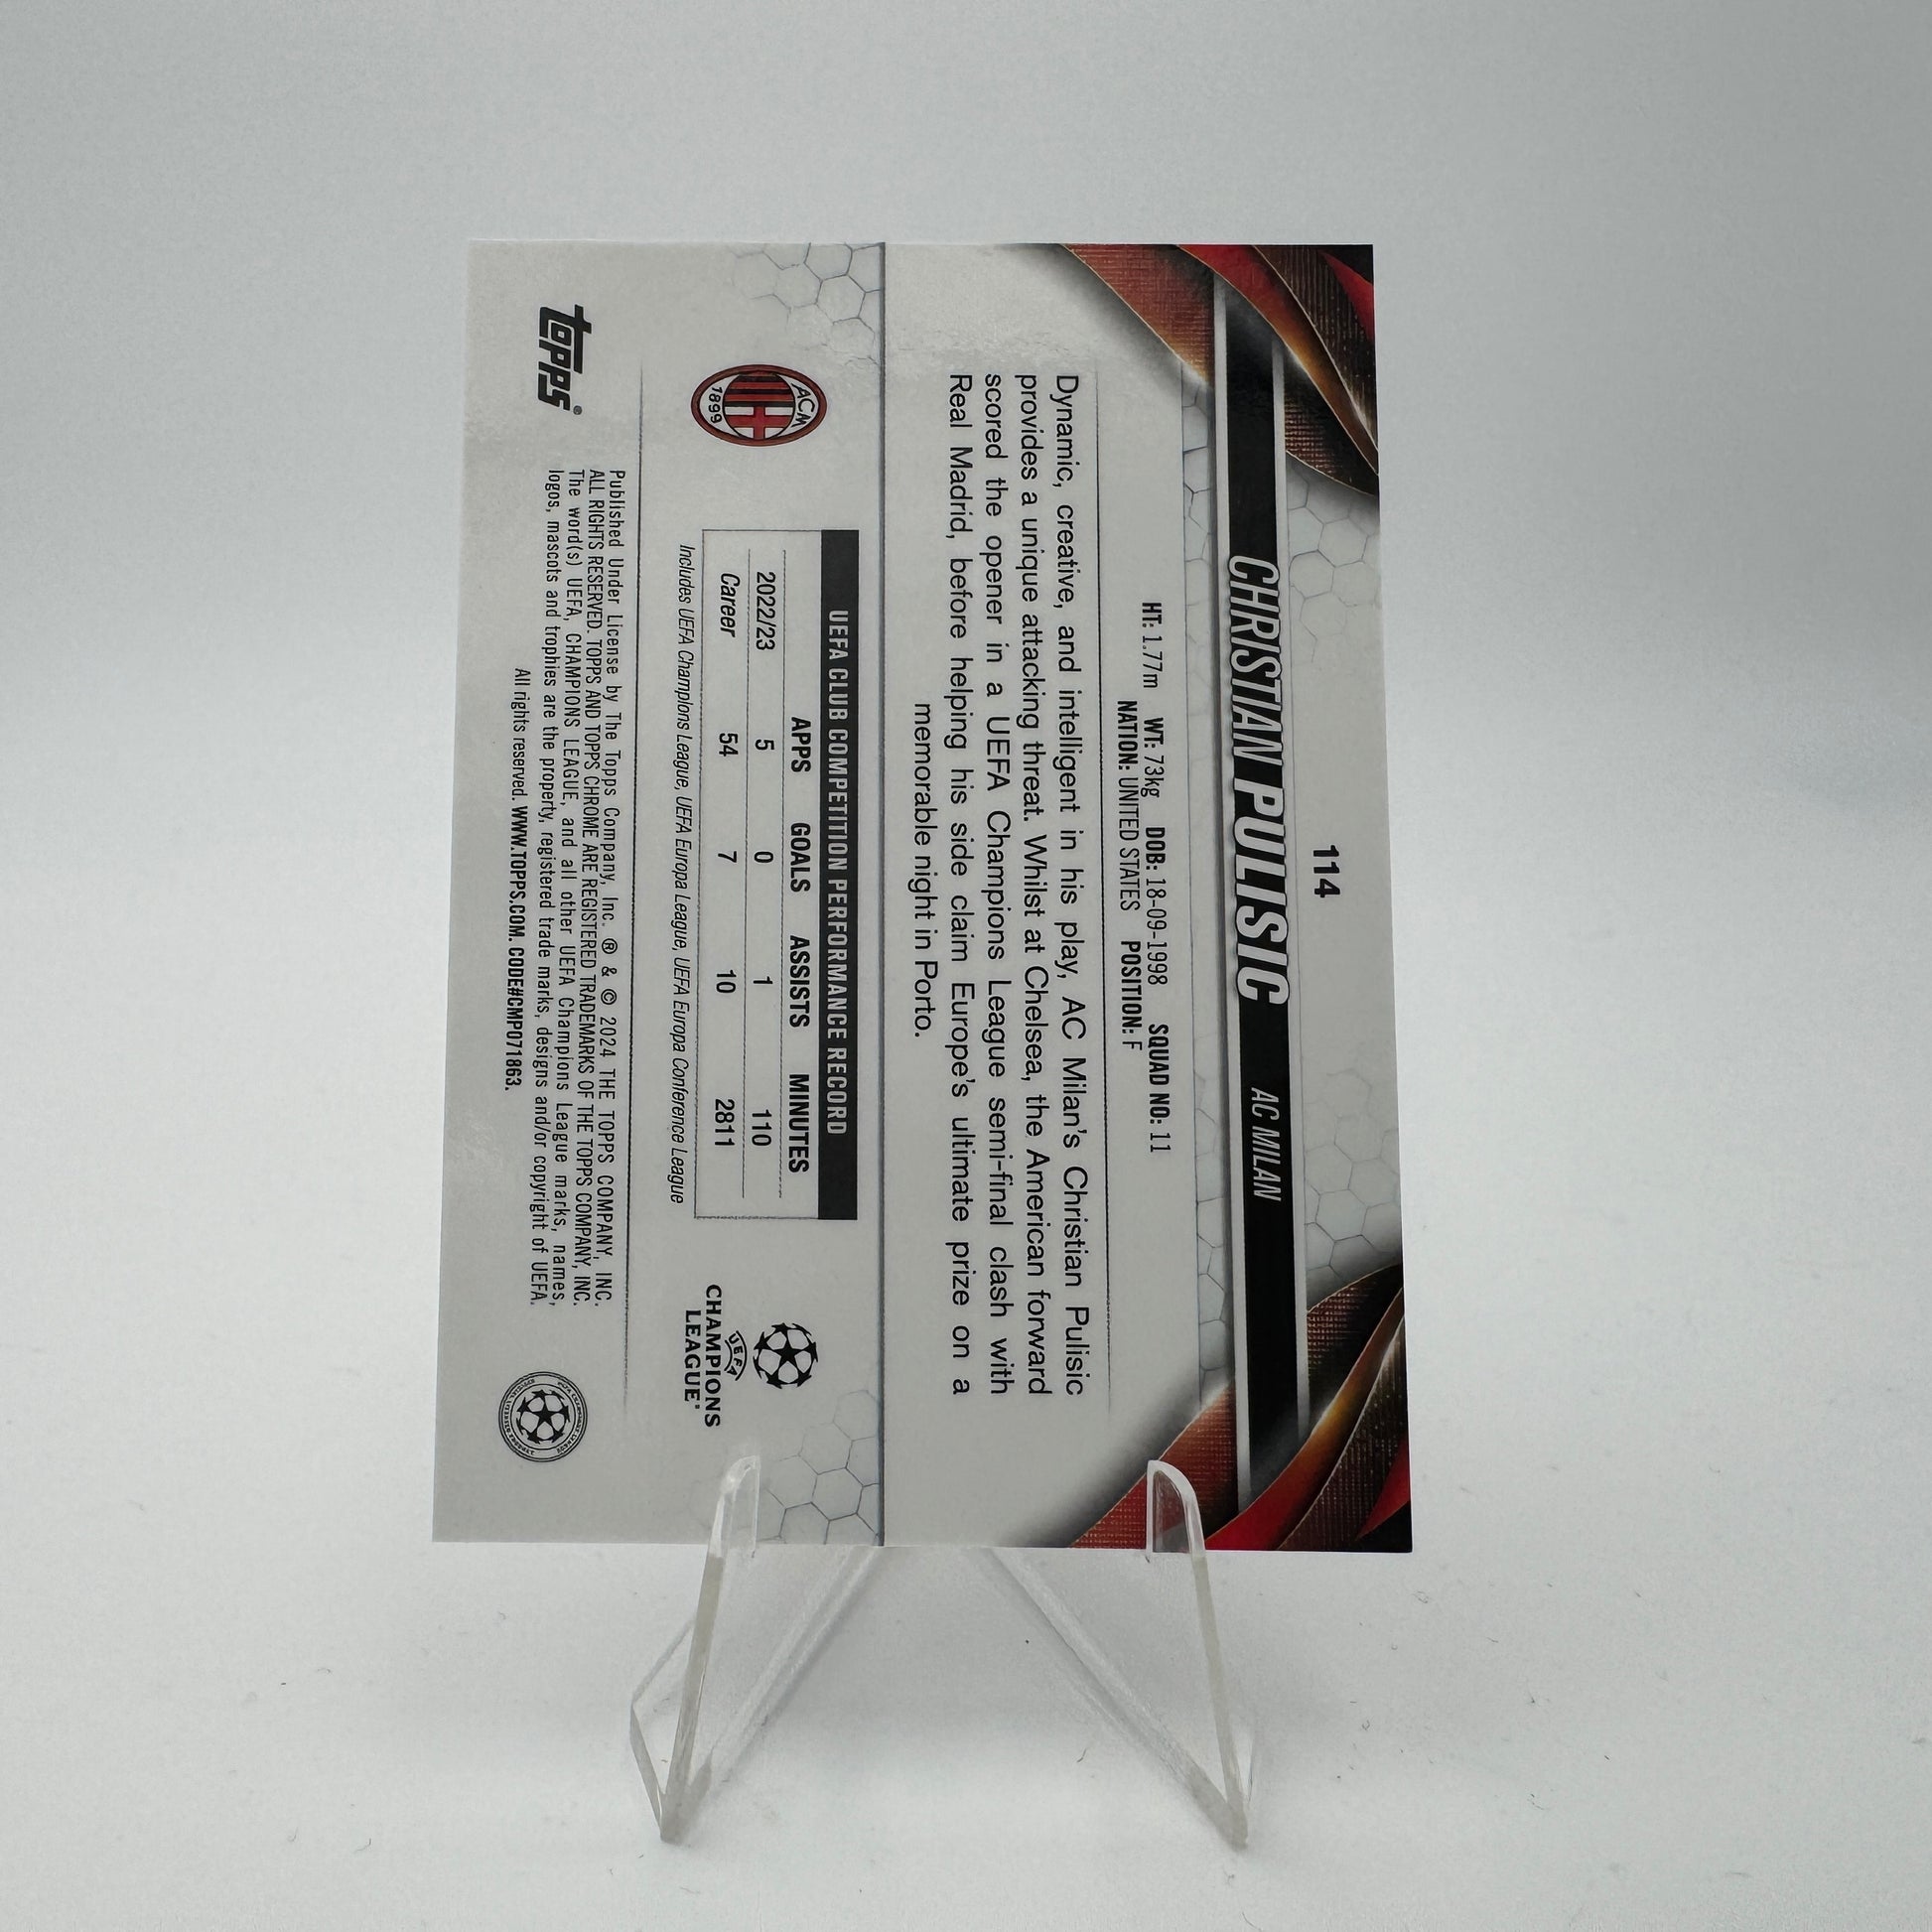 114
CHRISTIAN PULISIC AC MILAN
HT: 1.77m WT: 73kg DOB: 18-09-1998 SQUAD NO: 11
NATION: UNITED STATES POSITION: F
Dynamic, creative, and intelligent in his play, AC Milan's Christian Pulisic
provides a unique attacking threat. Whilst at Chelsea, the American forward
scored the opener in a UEFA Champions League semi-final clash with
Real Madrid, before helping his side claim Europe's ultimate prize on a
memorable night in Porto.
ACM
1899
UEFA CLUB COMPETITION PERFORMANCE RECORD
APPS GOALS ASSISTS MINUTES
2022/23 5 0 1 110
Career 54 7 10 2811
Includes UEFA Champions League, UEFA Europa League, UEFA Europa Conference League
UEFA
CHAMPIONS
LEAGUE
topps®
Published Under License by The Topps Company, Inc. ® & © 2024 THE TOPPS COMPANY, INC.
ALL RIGHTS RESERVED. TOPPS AND TOPPS CHROME ARE REGISTERED TRADEMARKS OF THE TOPPS COMPANY, INC.
The word(s) UEFA, CHAMPIONS LEAGUE, and all other UEFA Champions League marks, names,
logos, mascots and trophies are the property, registered trade marks, designs and/or copyright of UEFA.
All rights reserved. WWW.TOPPS.COM. CODE#CMP071863.